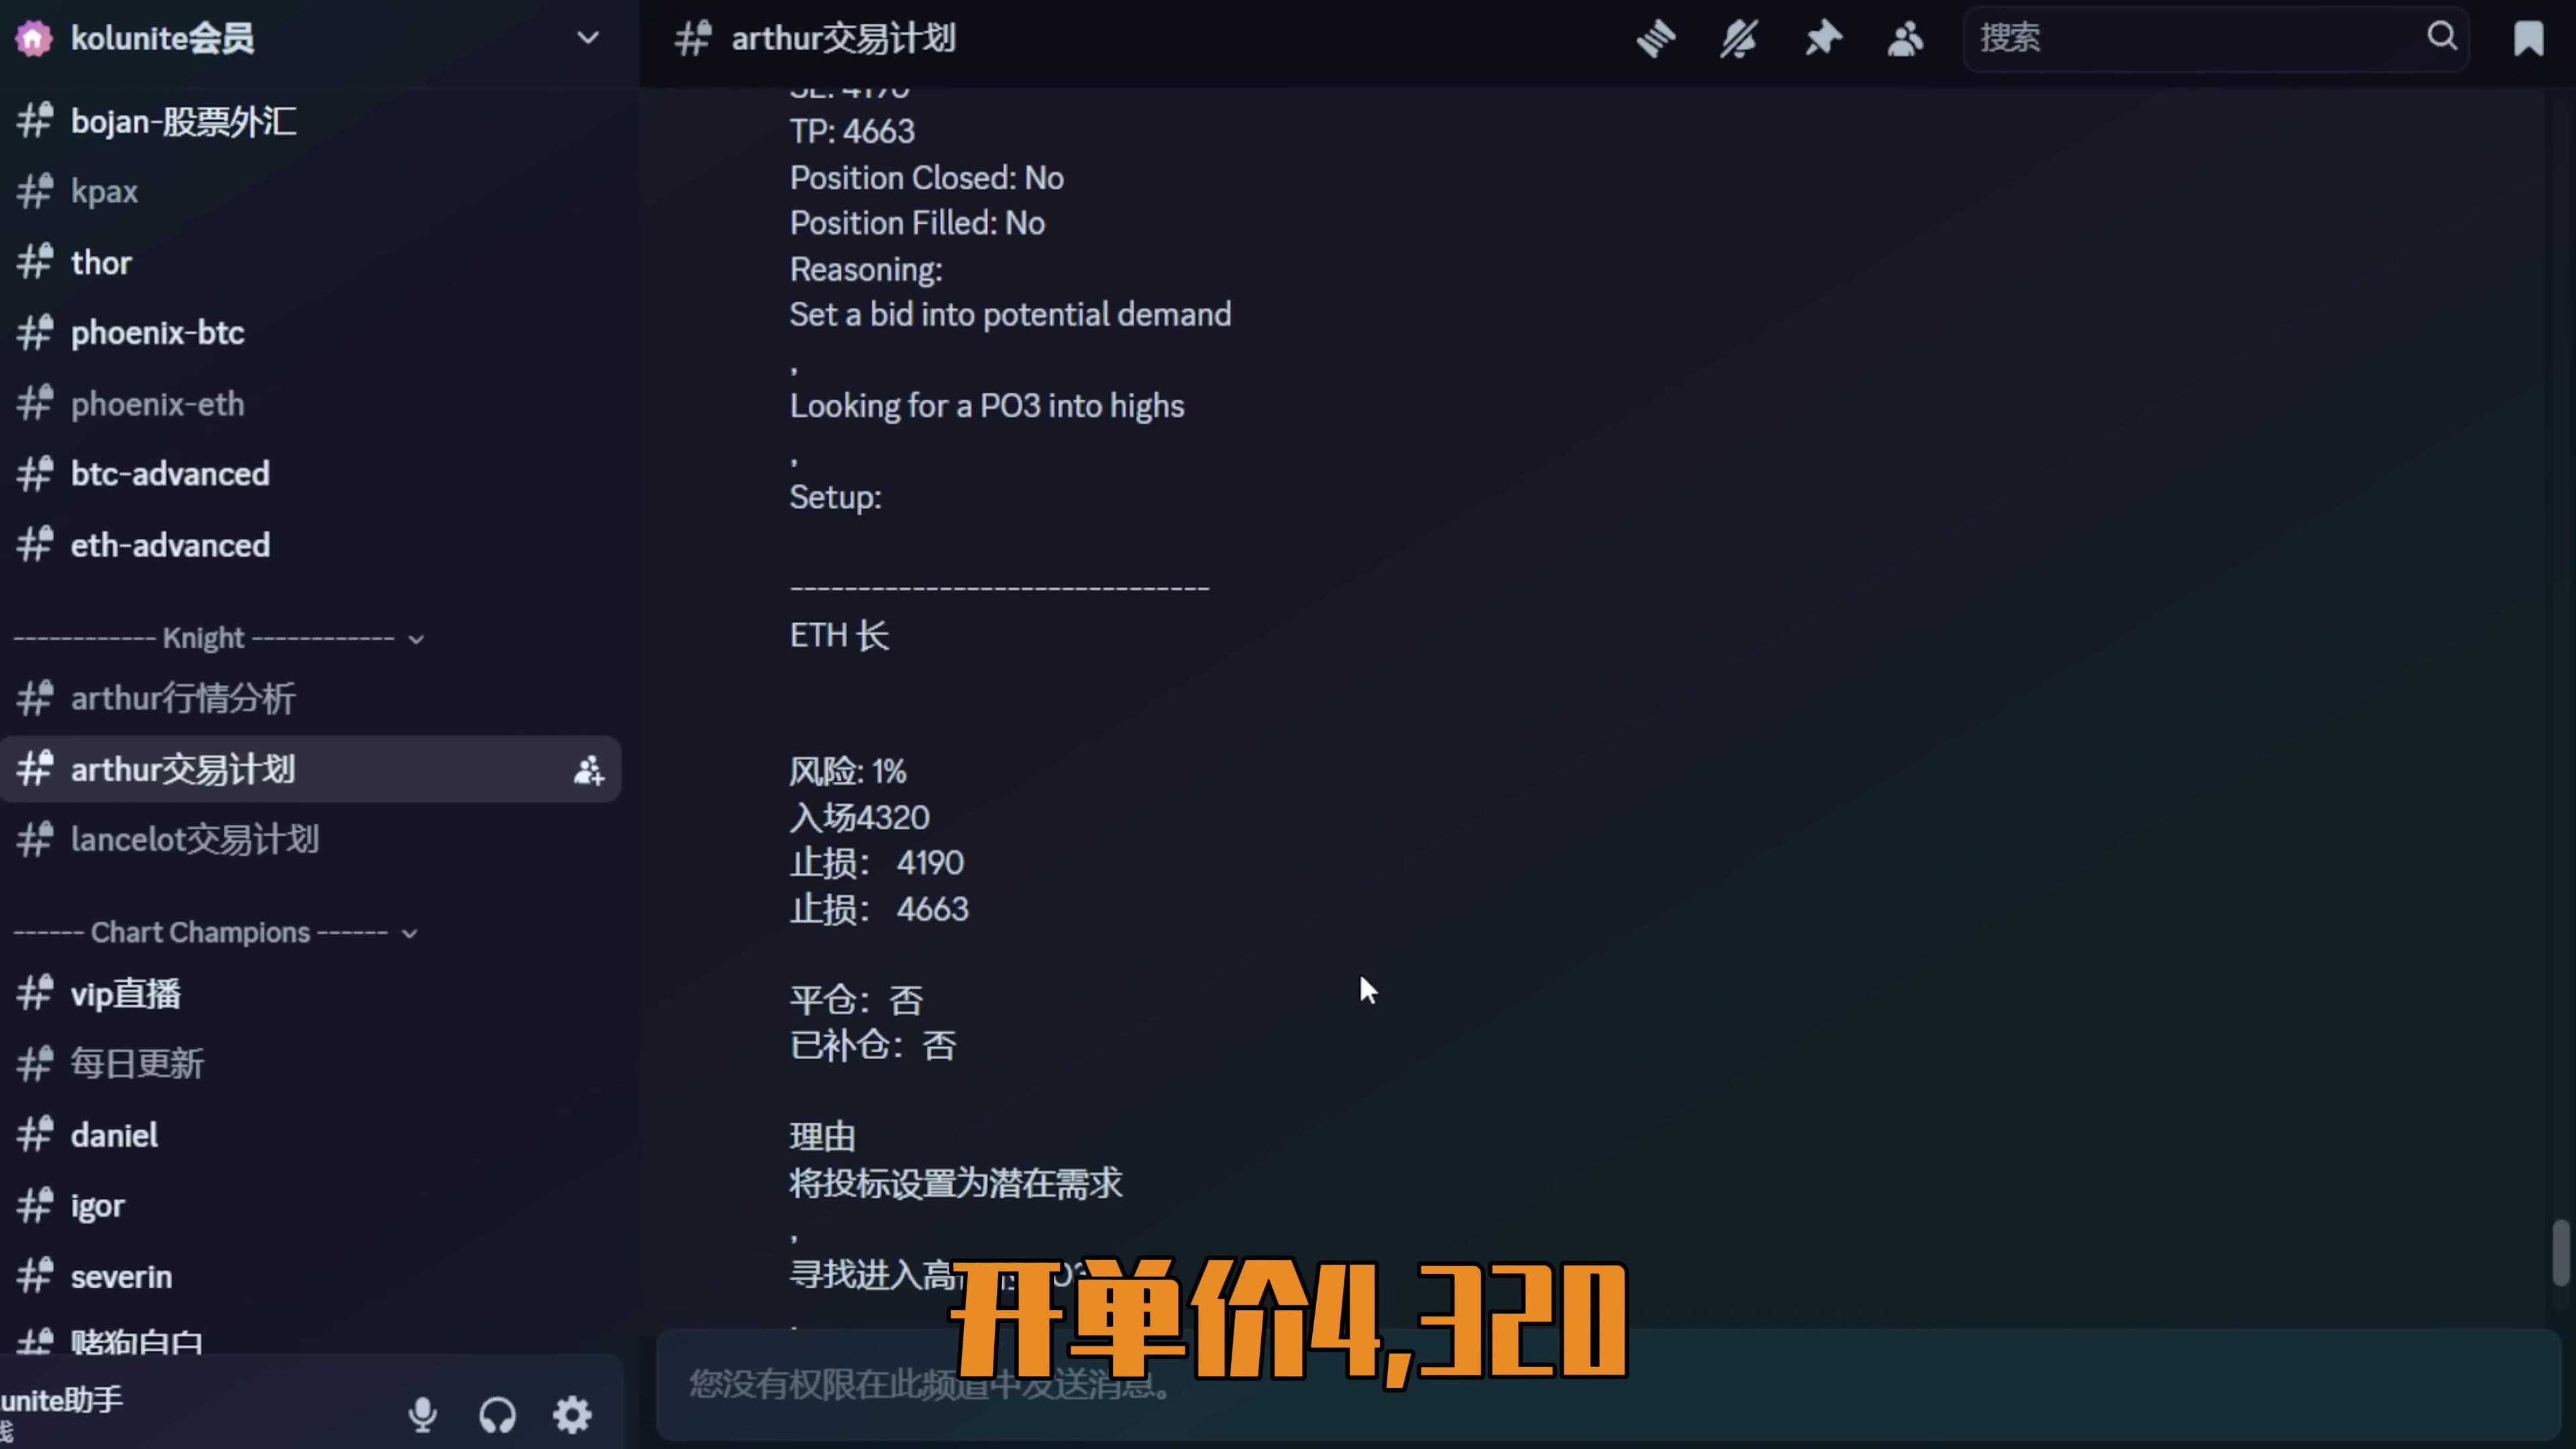 kolunite会员
bojan-股票外汇
kpax
thor
phoenix-btc
phoenix-eth
btc-advanced
eth-advanced
------------ Knight ------------
arthur行情分析
arthur交易计划
lancelot交易计划
------ Chart Champions ------
vip直播
每日更新
daniel
igor
severin
赌狗自白
unite助手
arthur交易计划
搜索
SL: 4190
TP: 4663
Position Closed: No
Position Filled: No
Reasoning:
Set a bid into potential demand
,
Looking for a PO3 into highs
,
Setup:
-------------------------------
ETH 长
风险: 1%
入场4320
止损： 4190
止损： 4663
平仓：否
已补仓：否
理由
将投标设置为潜在需求
,
寻找进入高
开单价4,320
您没有权限在此频道中发送消息。